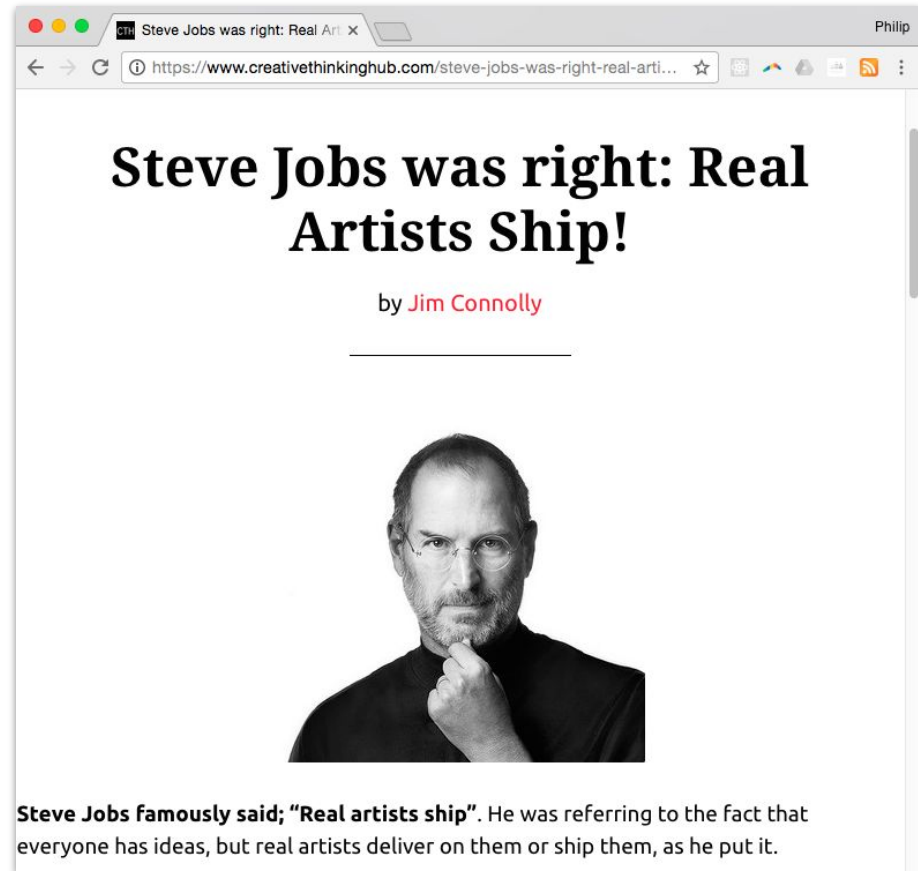 CTH Steve Jobs was right: Real Art
Philip
https://www.creativethinkinghub.com/steve-jobs-was-right-real-arti...
Steve Jobs was right: Real
Artists Ship!
by Jim Connolly
Steve Jobs famously said; “Real artists ship”. He was referring to the fact that
everyone has ideas, but real artists deliver on them or ship them, as he put it.